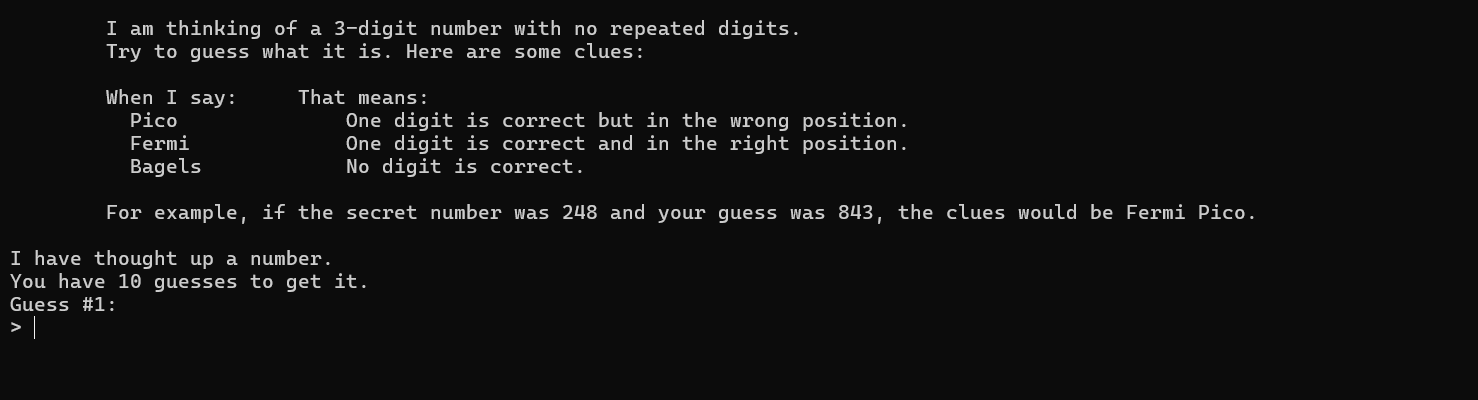 I am thinking of a 3-digit number with no repeated digits.
Try to guess what it is. Here are some clues:
When I say:     That means:
Pico              One digit is correct but in the wrong position.
Fermi             One digit is correct and in the right position.
Bagels            No digit is correct.
For example, if the secret number was 248 and your guess was 843, the clues would be Fermi Pico.
I have thought up a number.
You have 10 guesses to get it.
Guess #1:
>